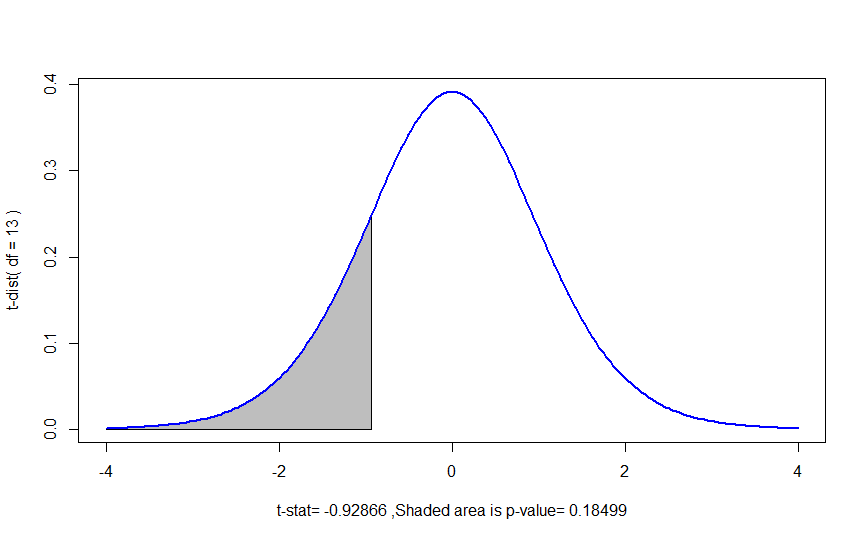 0.4
0.3
0.2
0.1
0.0
t-dist( df = 13 )
-4 -2 0 2 4
t-stat= -0.92866 ,Shaded area is p-value= 0.18499